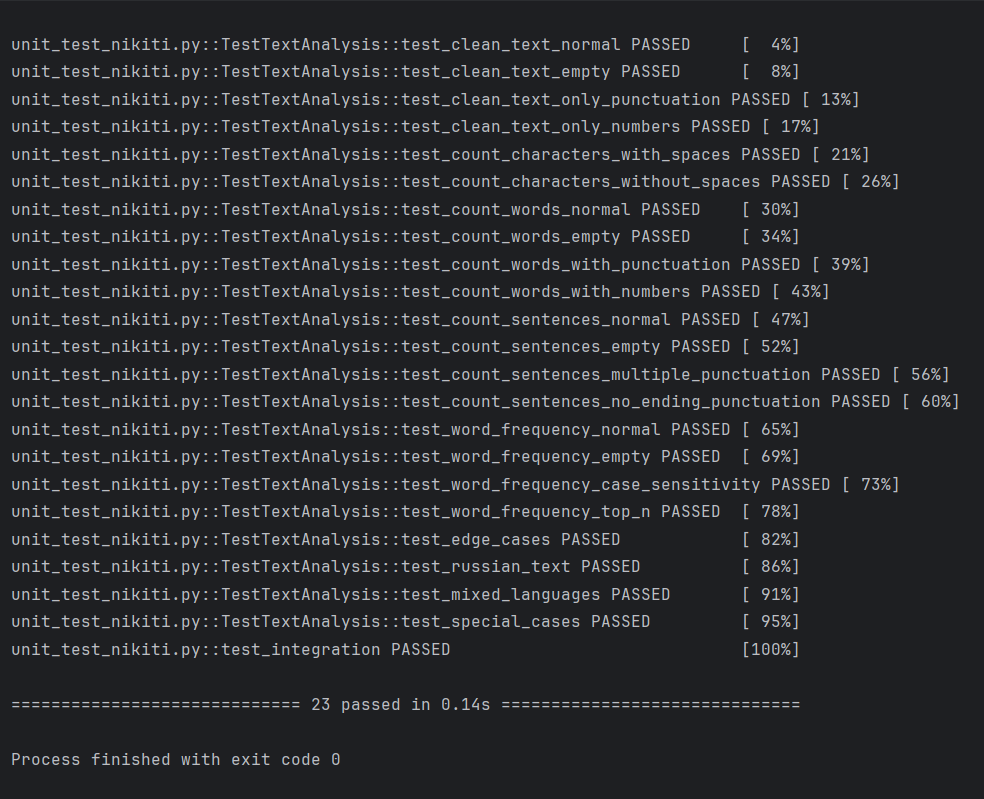 unit_test_nikiti.py::TestTextAnalysis::test_clean_text_normal PASSED     [  4%]
unit_test_nikiti.py::TestTextAnalysis::test_clean_text_empty PASSED      [  8%]
unit_test_nikiti.py::TestTextAnalysis::test_clean_text_only_punctuation PASSED [ 13%]
unit_test_nikiti.py::TestTextAnalysis::test_clean_text_only_numbers PASSED [ 17%]
unit_test_nikiti.py::TestTextAnalysis::test_count_characters_with_spaces PASSED [ 21%]
unit_test_nikiti.py::TestTextAnalysis::test_count_characters_without_spaces PASSED [ 26%]
unit_test_nikiti.py::TestTextAnalysis::test_count_words_normal PASSED    [ 30%]
unit_test_nikiti.py::TestTextAnalysis::test_count_words_empty PASSED     [ 34%]
unit_test_nikiti.py::TestTextAnalysis::test_count_words_with_punctuation PASSED [ 39%]
unit_test_nikiti.py::TestTextAnalysis::test_count_words_with_numbers PASSED [ 43%]
unit_test_nikiti.py::TestTextAnalysis::test_count_sentences_normal PASSED [ 47%]
unit_test_nikiti.py::TestTextAnalysis::test_count_sentences_empty PASSED [ 52%]
unit_test_nikiti.py::TestTextAnalysis::test_count_sentences_multiple_punctuation PASSED [ 56%]
unit_test_nikiti.py::TestTextAnalysis::test_count_sentences_no_ending_punctuation PASSED [ 60%]
unit_test_nikiti.py::TestTextAnalysis::test_word_frequency_normal PASSED [ 65%]
unit_test_nikiti.py::TestTextAnalysis::test_word_frequency_empty PASSED  [ 69%]
unit_test_nikiti.py::TestTextAnalysis::test_word_frequency_case_sensitivity PASSED [ 73%]
unit_test_nikiti.py::TestTextAnalysis::test_word_frequency_top_n PASSED  [ 78%]
unit_test_nikiti.py::TestTextAnalysis::test_edge_cases PASSED            [ 82%]
unit_test_nikiti.py::TestTextAnalysis::test_russian_text PASSED          [ 86%]
unit_test_nikiti.py::TestTextAnalysis::test_mixed_languages PASSED       [ 91%]
unit_test_nikiti.py::TestTextAnalysis::test_special_cases PASSED         [ 95%]
unit_test_nikiti.py::test_integration PASSED                             [100%]
============================= 23 passed in 0.14s ==============================
Process finished with exit code 0